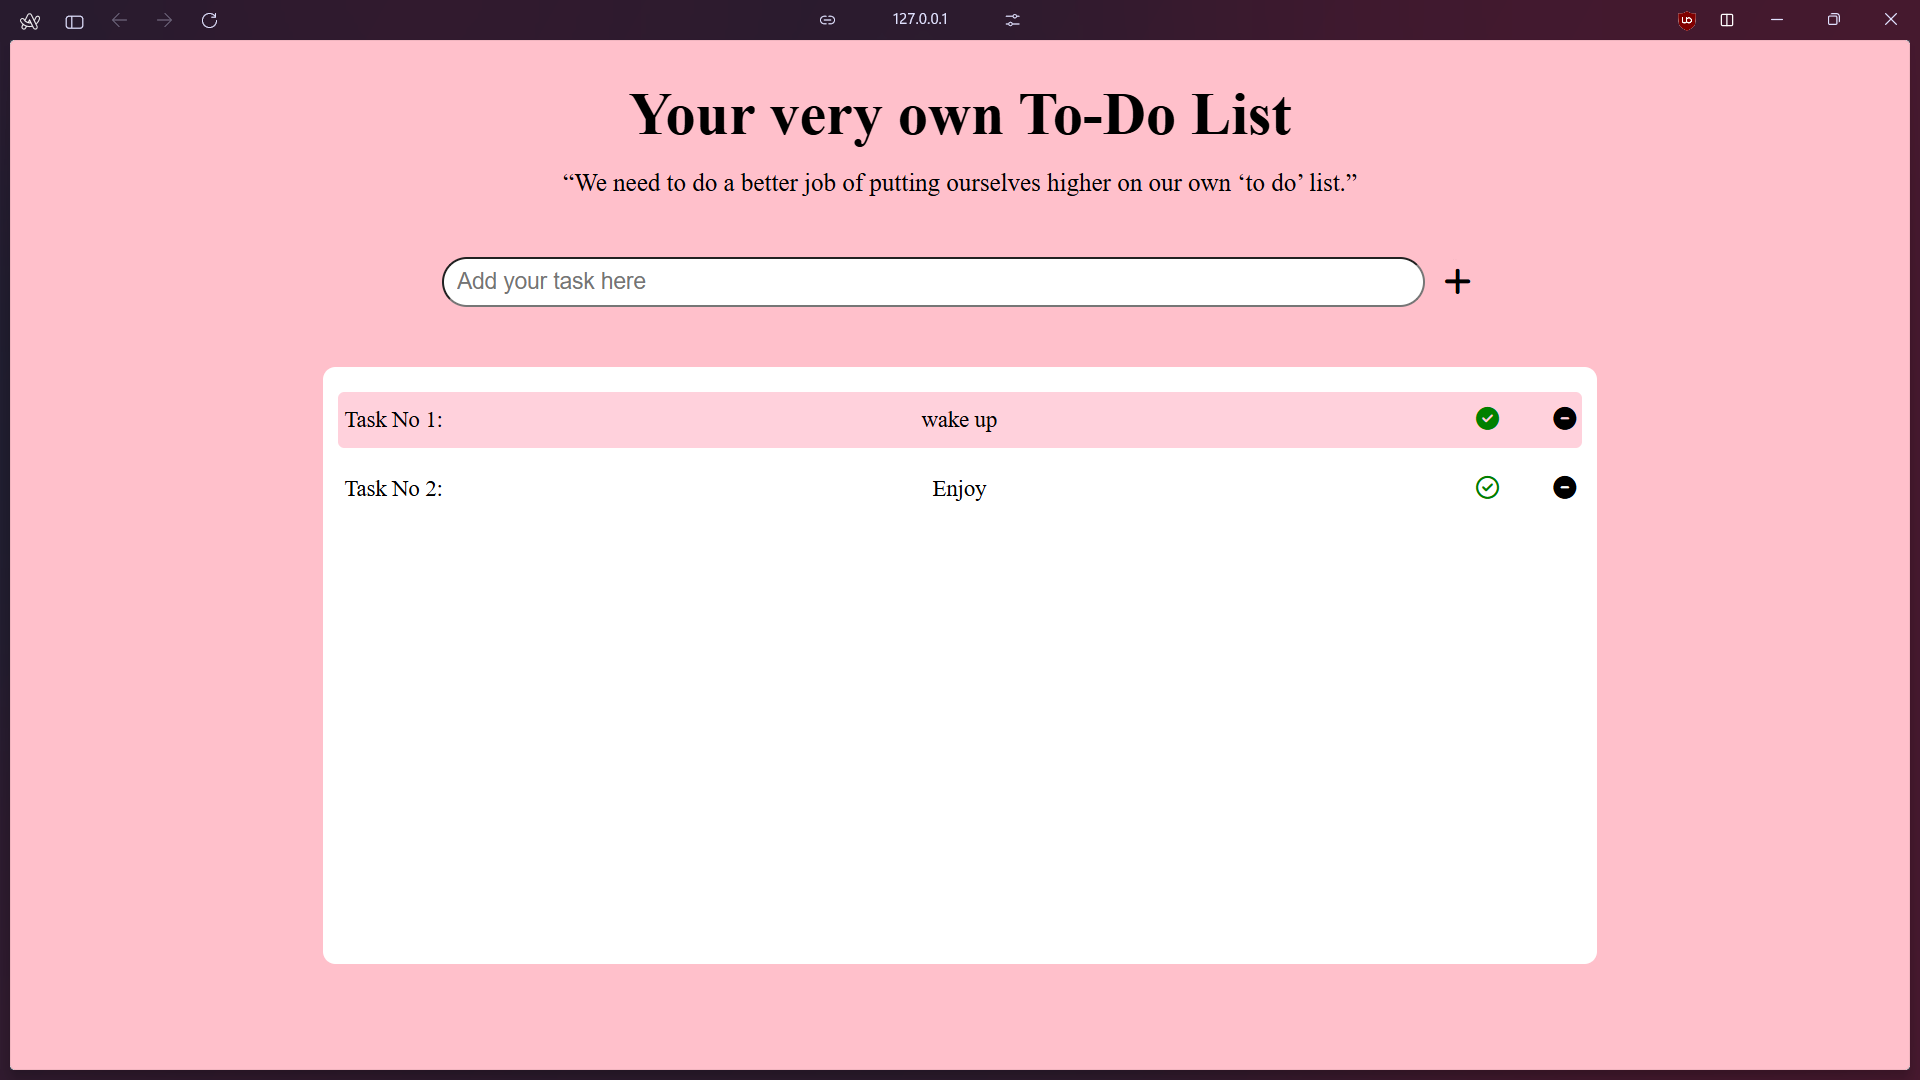 127.0.0.1
Your very own To-Do List
“We need to do a better job of putting ourselves higher on our own ‘to do’ list.”
Add your task here
Task No 1: wake up
Task No 2: Enjoy